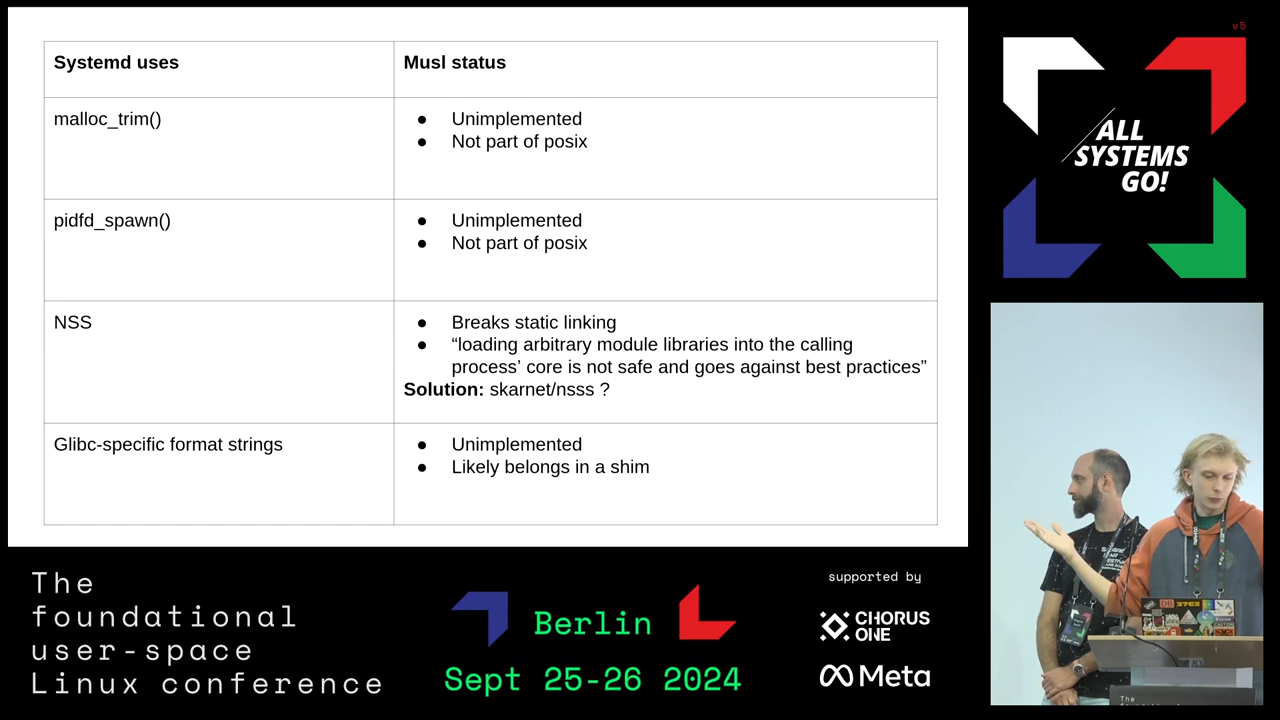 Systemd uses
Musl status
malloc_trim()
● Unimplemented
● Not part of posix
pidfd_spawn()
● Unimplemented
● Not part of posix
NSS
● Breaks static linking
● “loading arbitrary module libraries into the calling
process’ core is not safe and goes against best practices”
Solution: skarnet/nsss ?
Glibc-specific format strings
● Unimplemented
● Likely belongs in a shim
v5
ALL
SYSTEMS
GO!
The
foundational
user-space
Linux conference
Berlin
Sept 25-26 2024
supported by
CHORUS
ONE
Meta
The